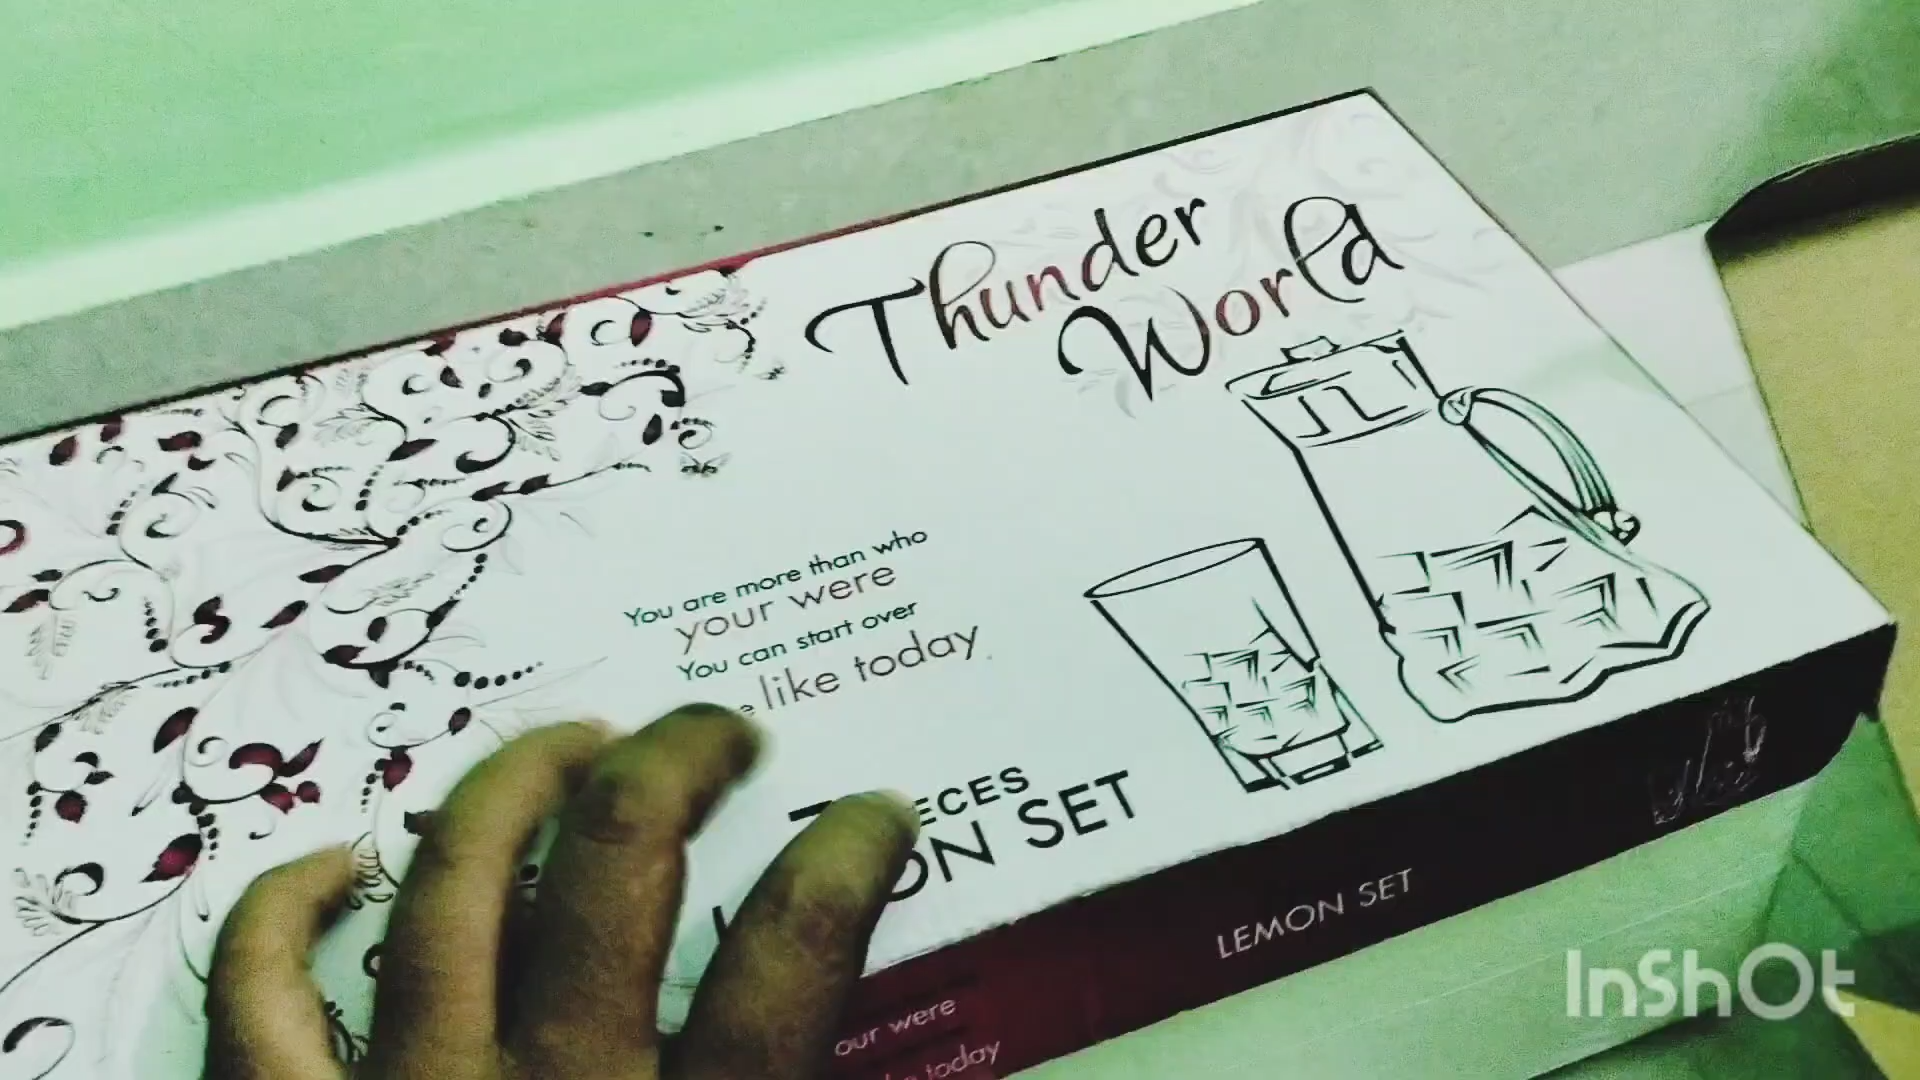 Thunder
World
You are more than who
your were
You can start over
like today
ON SET
LEMON SET
our were
today
InShOt